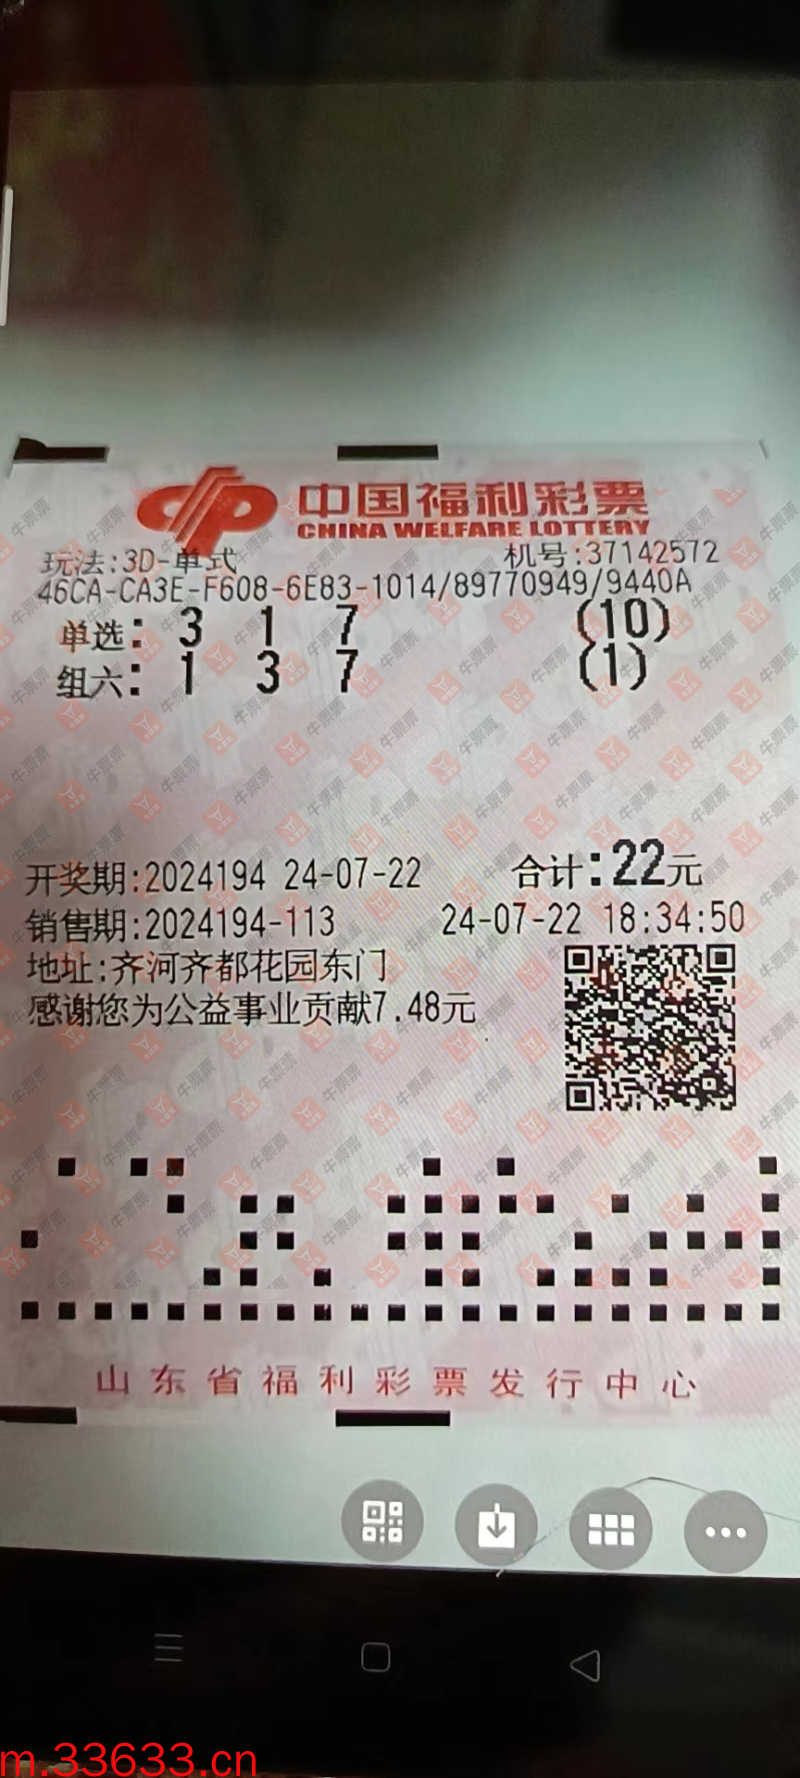 中国福利彩票
CHINA WELFARE LOTTERY
玩法:3D-单式 机号:37142572
46CA-CA3E-F608-6E83-1014/89770949/9440A
单选: 3 1 7 (10)
组六: 1 3 7 (1)
开奖期:2024194 24-07-22 合计:22元
销售期:2024194-113 24-07-22 18:34:50
地址:齐河齐都花园东门
感谢您为公益事业贡献7.48元
山东省福利彩票发行中心
m.33633.cn